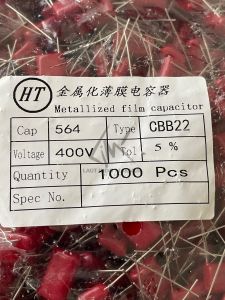 HT 金属化薄膜电容器
Metallized film capacitor
Cap 564 Type CBB22
Voltage 400V Tol 5 %
Quantity 1000 Pcs
Spec No.